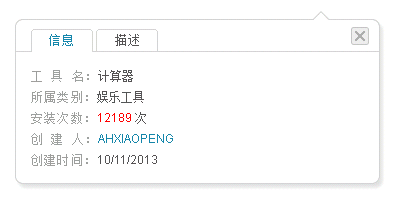 信息 描述
工 具 名：计算器
所属类别：娱乐工具
安装次数：12189 次
创 建 人：AHXIAOPENG
创建时间：10/11/2013